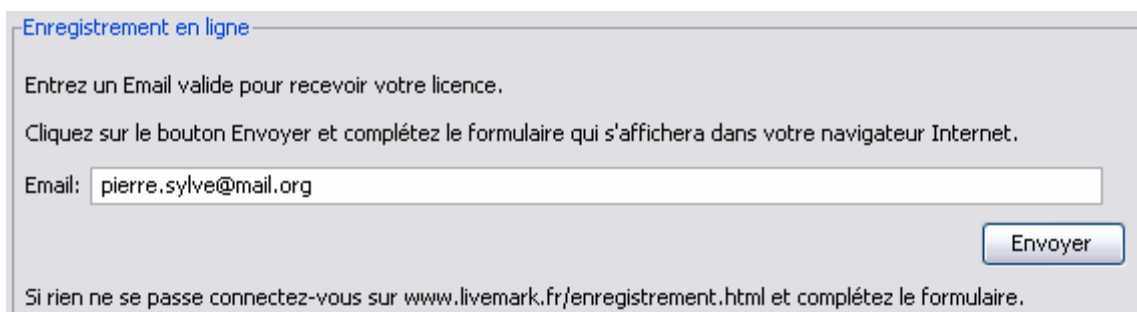 Enregistrement en ligne
Entrez un Email valide pour recevoir votre licence.
Cliquez sur le bouton Envoyer et complétez le formulaire qui s'affichera dans votre navigateur Internet.
Email: pierre.sylve@mail.org
Envoyer
Si rien ne se passe connectez-vous sur www.livemark.fr/enregistrement.html et complétez le formulaire.